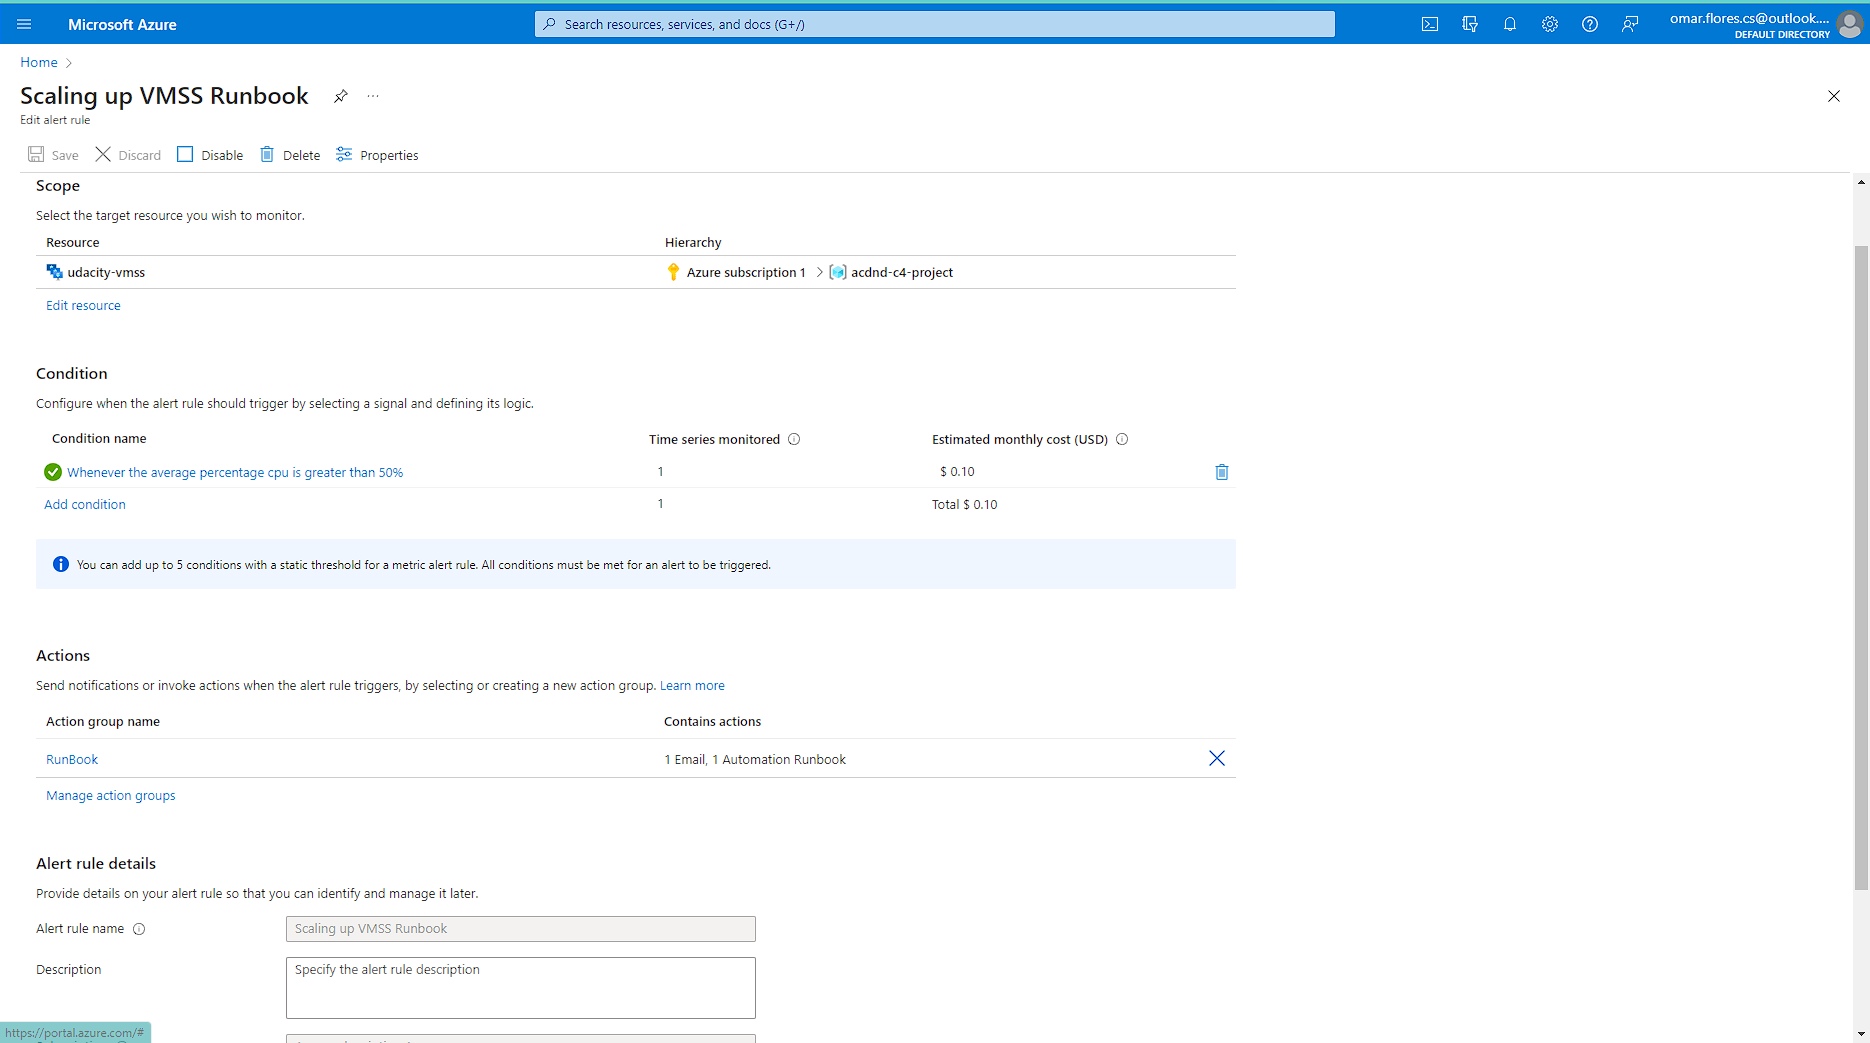 Microsoft Azure
Search resources, services, and docs (G+/)
omar.flores.cs@outlook....
DEFAULT DIRECTORY
Home
Scaling up VMSS Runbook
Edit alert rule
Save
Discard
Disable
Delete
Properties
Scope
Select the target resource you wish to monitor.
Resource
Hierarchy
udacity-vmss
Azure subscription 1
acdnd-c4-project
Edit resource
Condition
Configure when the alert rule should trigger by selecting a signal and defining its logic.
Condition name
Time series monitored
Estimated monthly cost (USD)
Whenever the average percentage cpu is greater than 50%
1
$ 0.10
Add condition
1
Total $ 0.10
You can add up to 5 conditions with a static threshold for a metric alert rule. All conditions must be met for an alert to be triggered.
Actions
Send notifications or invoke actions when the alert rule triggers, by selecting or creating a new action group. Learn more
Action group name
Contains actions
RunBook
1 Email, 1 Automation Runbook
Manage action groups
Alert rule details
Provide details on your alert rule so that you can identify and manage it later.
Alert rule name
Scaling up VMSS Runbook
Description
Specify the alert rule description
https://portal.azure.com/#